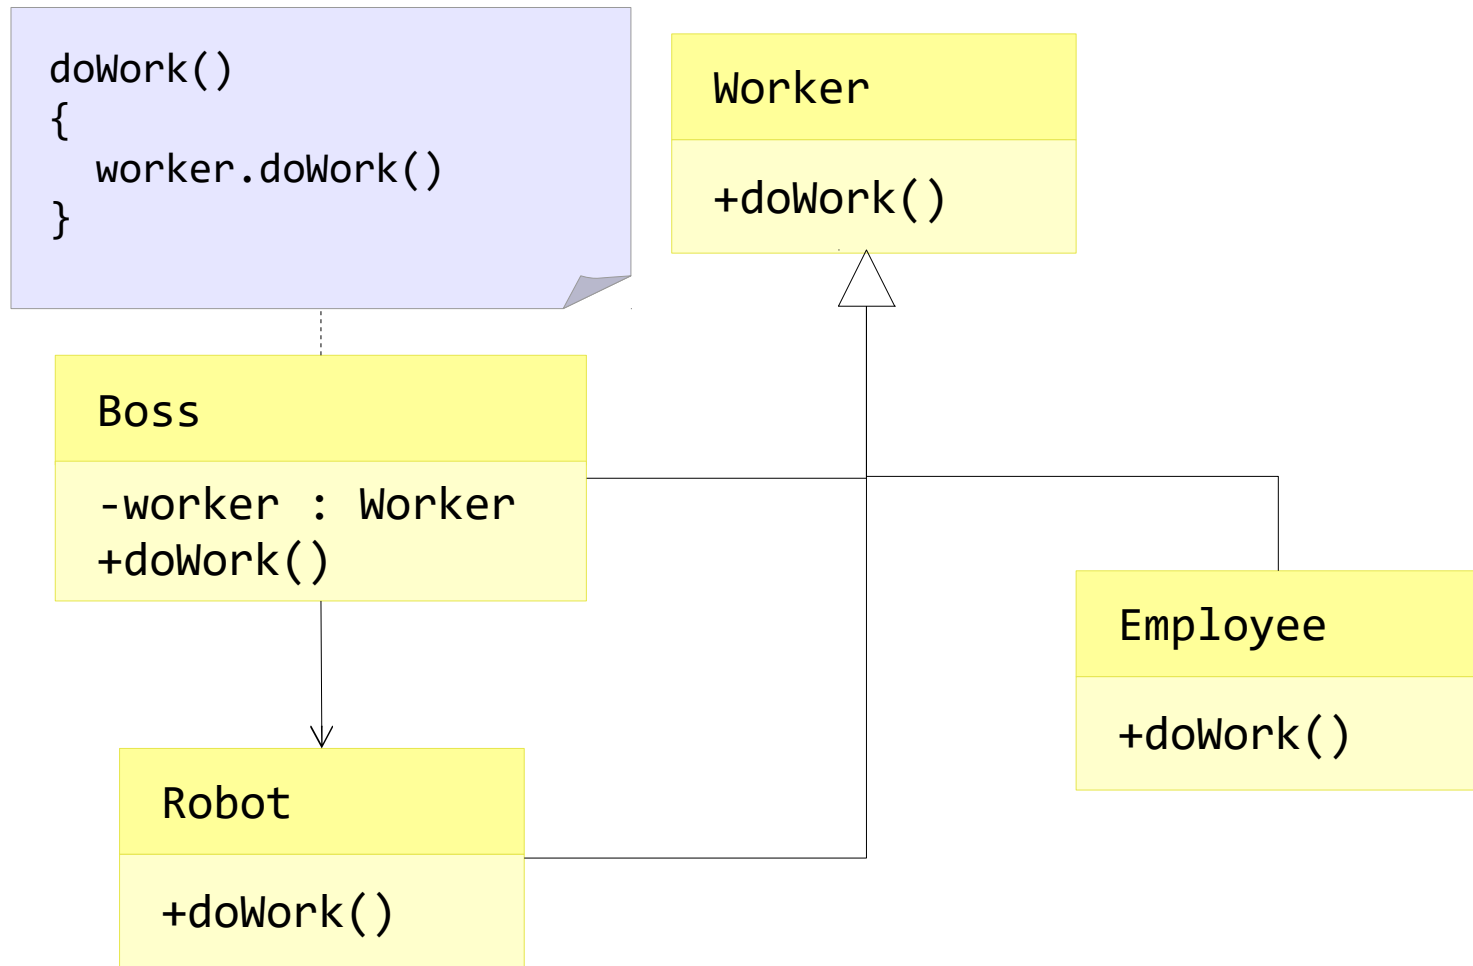 doWork()
{
  worker.doWork()
}
Worker
+doWork()
Boss
-worker : Worker
+doWork()
Employee
+doWork()
Robot
+doWork()